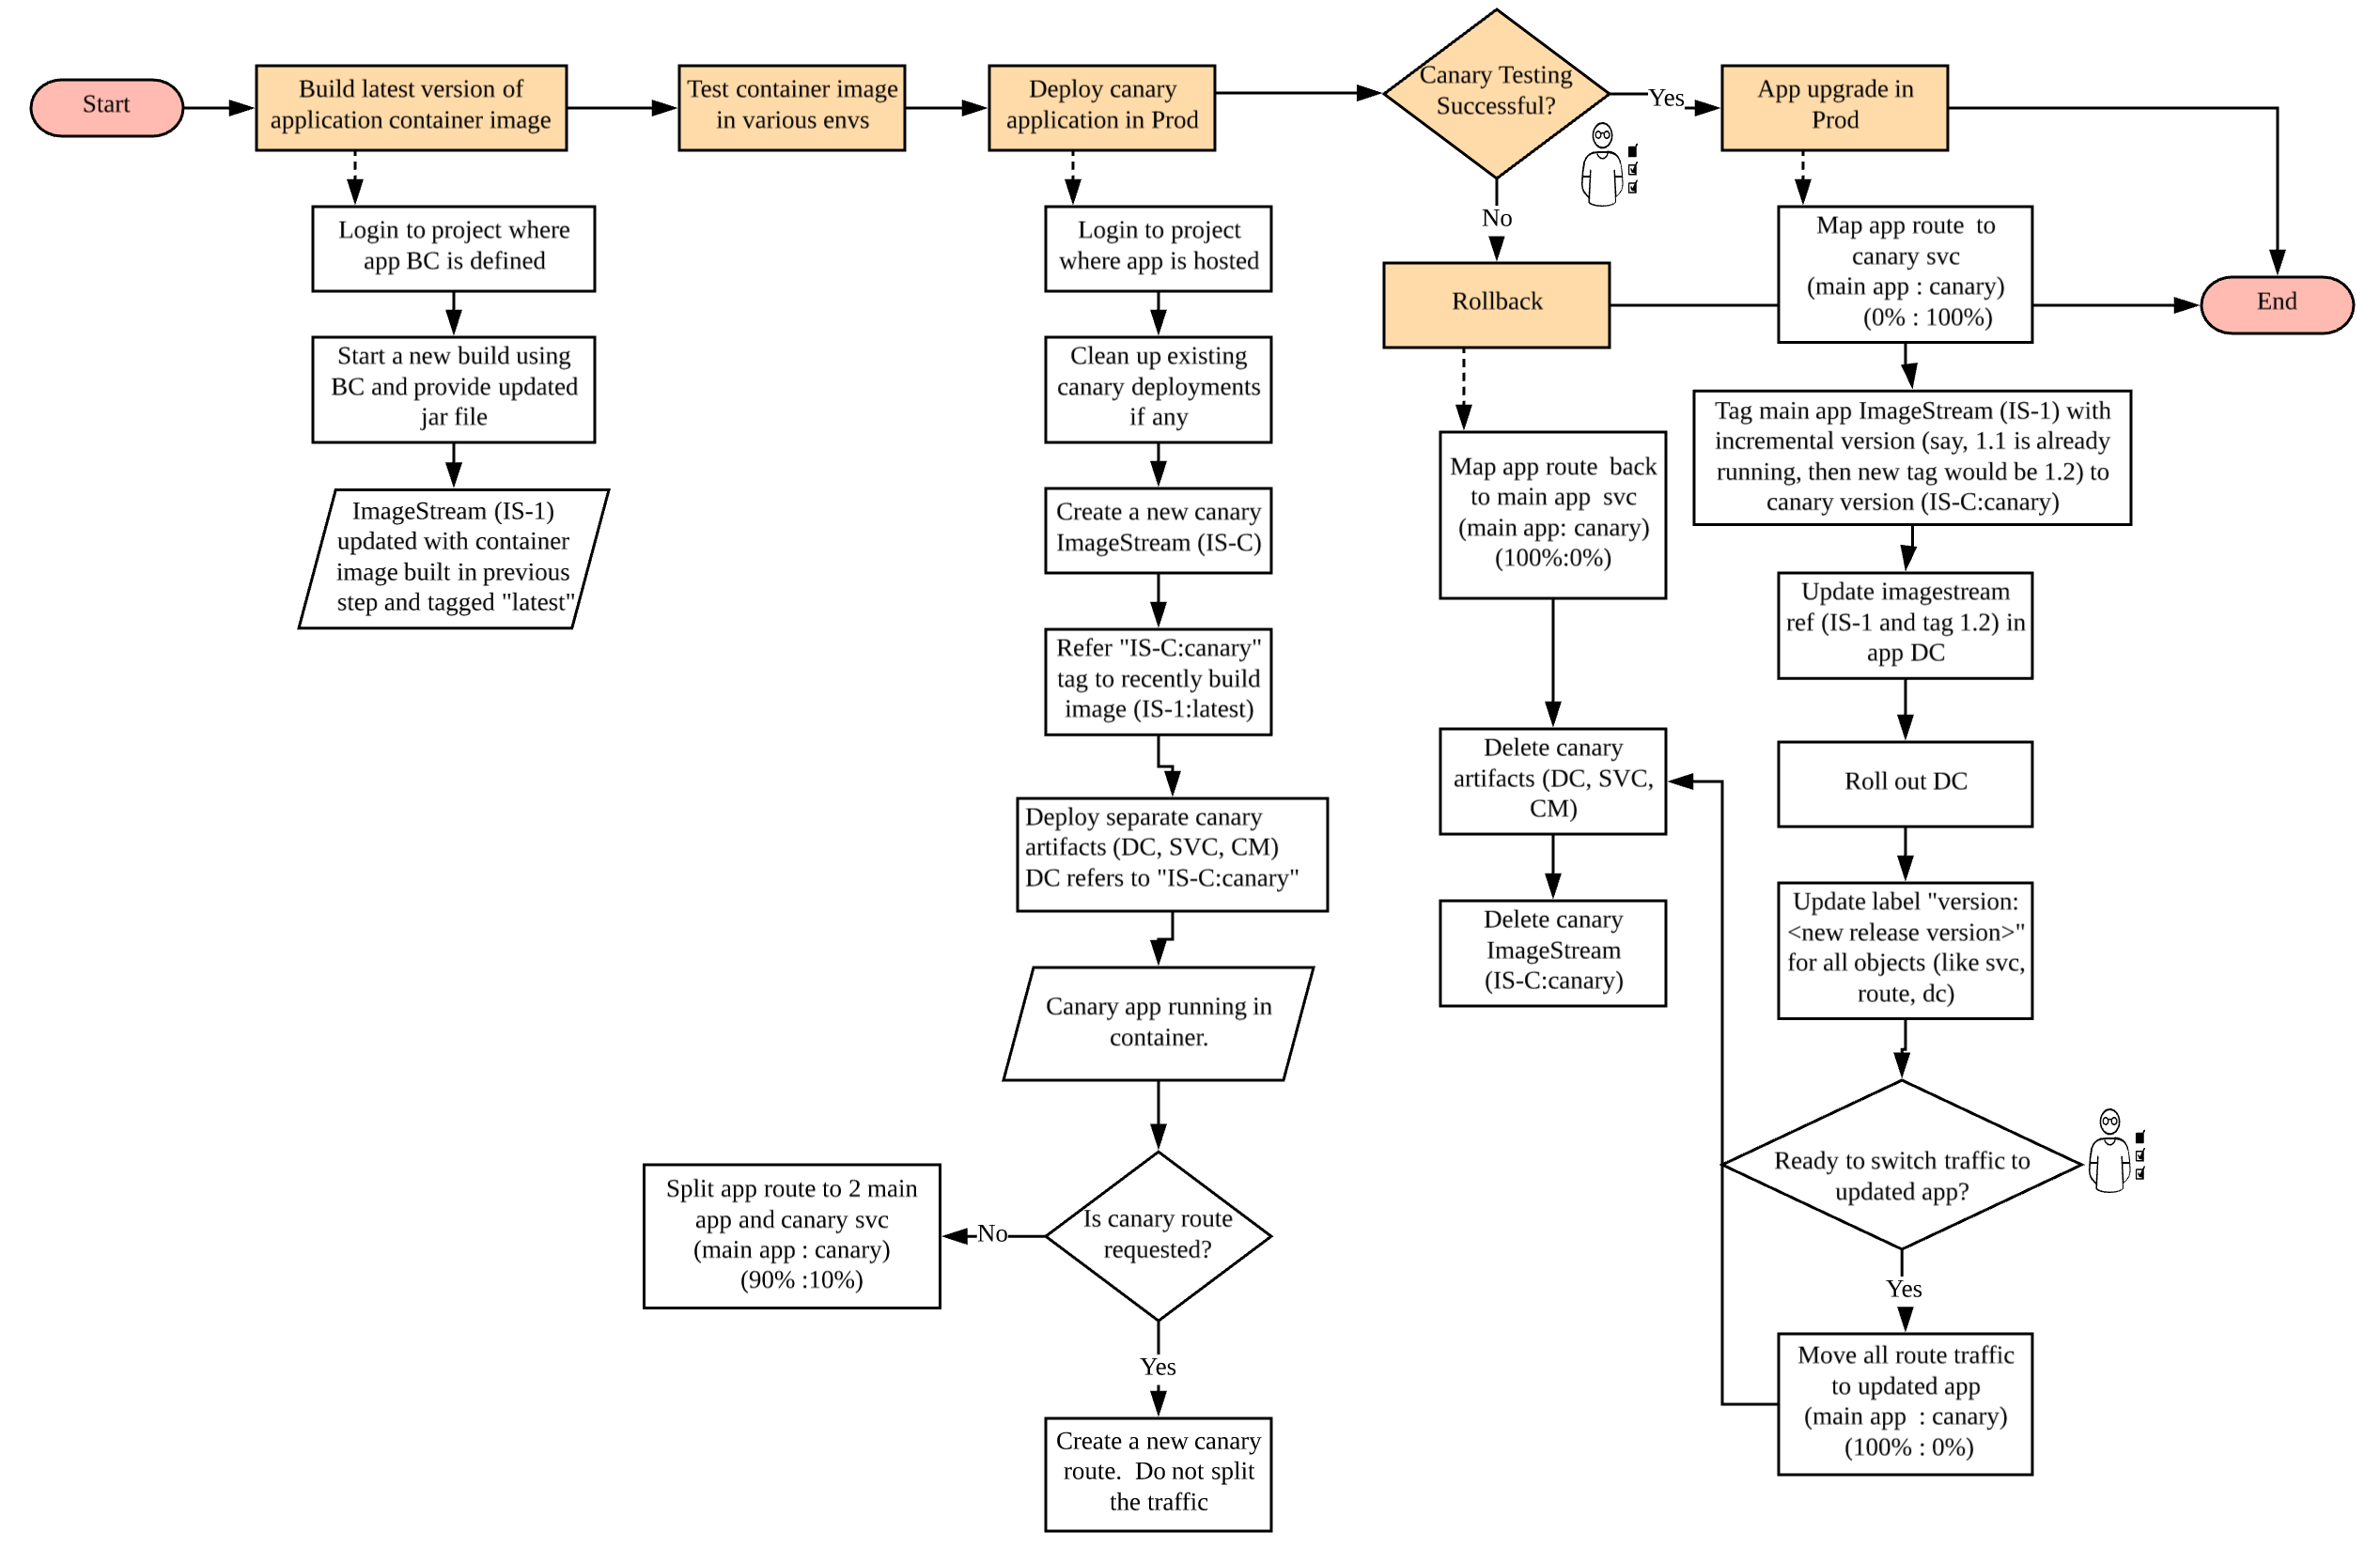 Start
Build latest version of
application container image
Test container image
in various envs
Deploy canary
application in Prod
Canary Testing
Successful?
Yes
App upgrade in
Prod
No
Rollback
End
Login to project where
app BC is defined
Start a new build using
BC and provide updated
jar file
ImageStream (IS-1)
updated with container
image built in previous
step and tagged "latest"
Login to project
where app is hosted
Clean up existing
canary deployments
if any
Create a new canary
ImageStream (IS-C)
Refer "IS-C:canary"
tag to recently build
image (IS-1:latest)
Deploy separate canary
artifacts (DC, SVC, CM)
DC refers to "IS-C:canary"
Canary app running in
container.
Is canary route
requested?
No
Split app route to 2 main
app and canary svc
(main app : canary)
(90% :10%)
Yes
Create a new canary
route. Do not split
the traffic
Map app route back
to main app svc
(main app: canary)
(100%:0%)
Delete canary
artifacts (DC, SVC,
CM)
Delete canary
ImageStream
(IS-C:canary)
Map app route to
canary svc
(main app : canary)
(0% : 100%)
Tag main app ImageStream (IS-1) with
incremental version (say, 1.1 is already
running, then new tag would be 1.2) to
canary version (IS-C:canary)
Update imagestream
ref (IS-1 and tag 1.2) in
app DC
Roll out DC
Update label "version:
<new release version>"
for all objects (like svc,
route, dc)
Ready to switch traffic to
updated app?
Yes
Move all route traffic
to updated app
(main app : canary)
(100% : 0%)